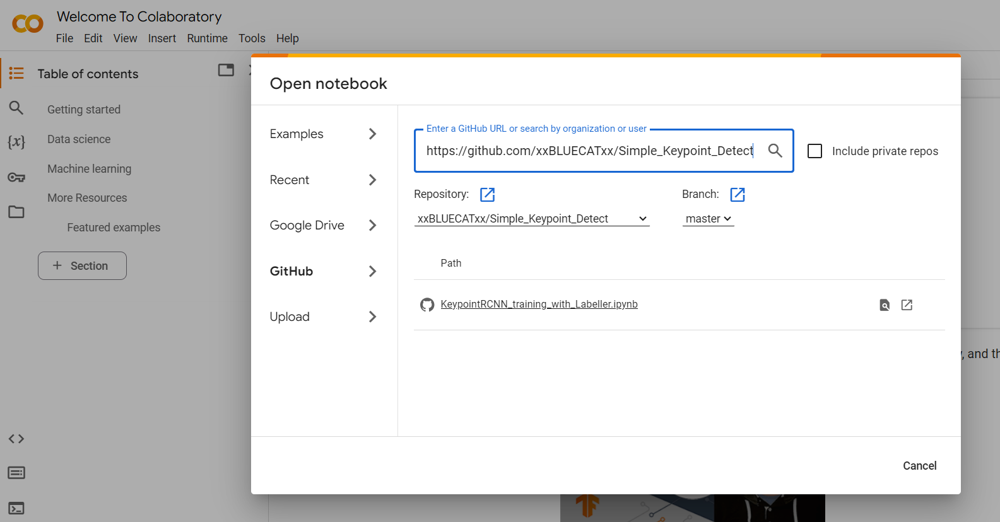 Welcome To Colaboratory
File Edit View Insert Runtime Tools Help
Table of contents
Getting started
Data science
{x}
Machine learning
More Resources
Featured examples
+ Section
Open notebook
Examples
Recent
Google Drive
GitHub
Upload
Enter a GitHub URL or search by organization or user
https://github.com/xxBLUECATxx/Simple_Keypoint_Detect
Include private repos
Repository:
Branch:
xxBLUECATxx/Simple_Keypoint_Detect
master
Path
KeypointRCNN_training_with_Labeller.ipynb
Cancel
, and th